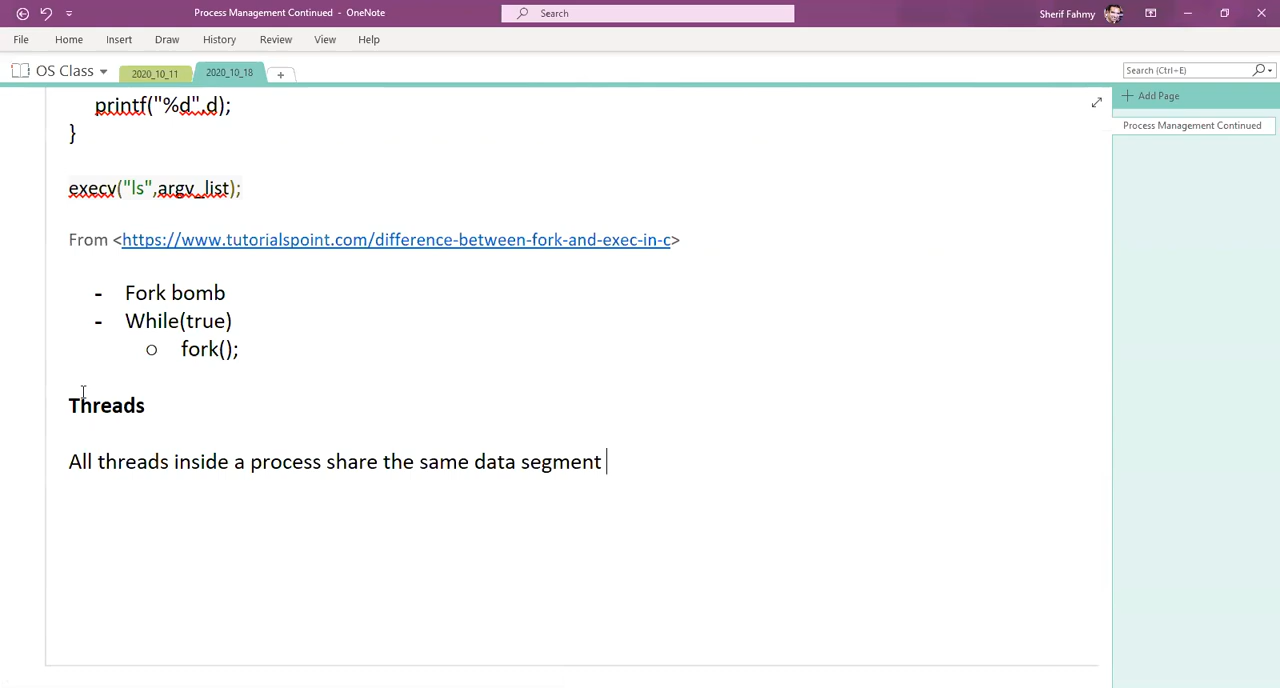 Process Management Continued - OneNote
Search
Sherif Fahmy
File Home Insert Draw History Review View Help
OS Class 2020_10_11 2020_10_18 +
Search (Ctrl+E)
+ Add Page
Process Management Continued
printf("%d",d);
}
execv("ls",argv_list);
From <https://www.tutorialspoint.com/difference-between-fork-and-exec-in-c>
- Fork bomb
- While(true)
○ fork();
Threads
All threads inside a process share the same data segment